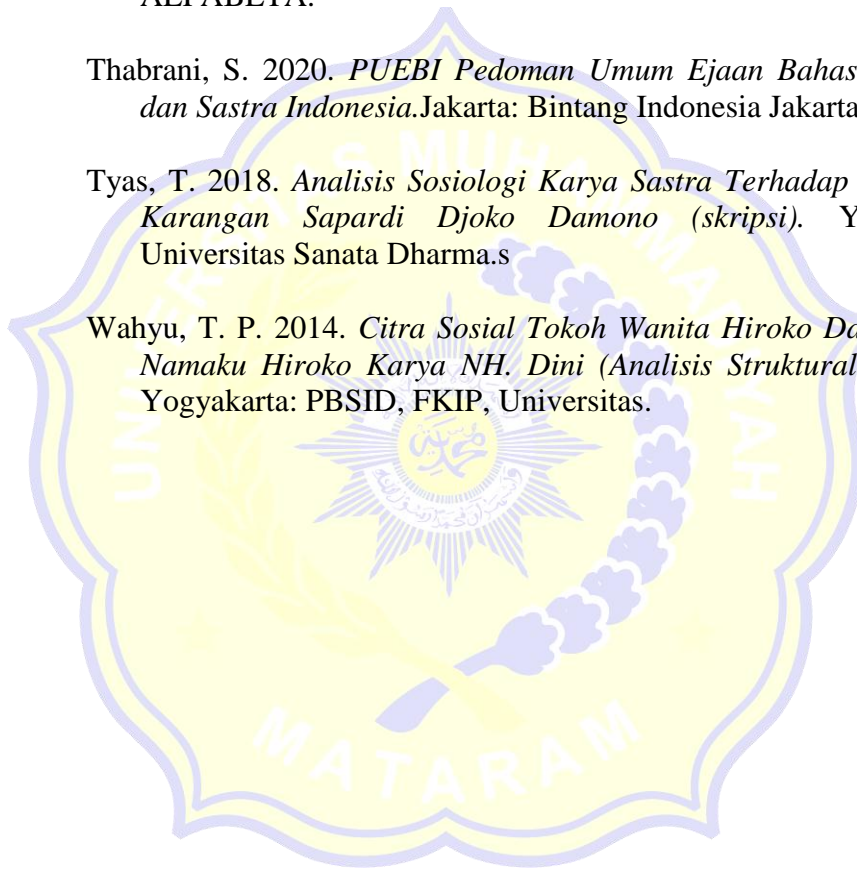 ALFABETA.
Thabrani, S. 2020. PUEBI Pedoman Umum Ejaan Bahas
dan Sastra Indonesia.Jakarta: Bintang Indonesia Jakarta
Tyas, T. 2018. Analisis Sosiologi Karya Sastra Terhadap
Karangan Sapardi Djoko Damono (skripsi). Y
Universitas Sanata Dharma.s
Wahyu, T. P. 2014. Citra Sosial Tokoh Wanita Hiroko Da
Namaku Hiroko Karya NH. Dini (Analisis Struktural
Yogyakarta: PBSID, FKIP, Universitas.
UNIVERSITAS MUHAMMADIYAH
MATARAM